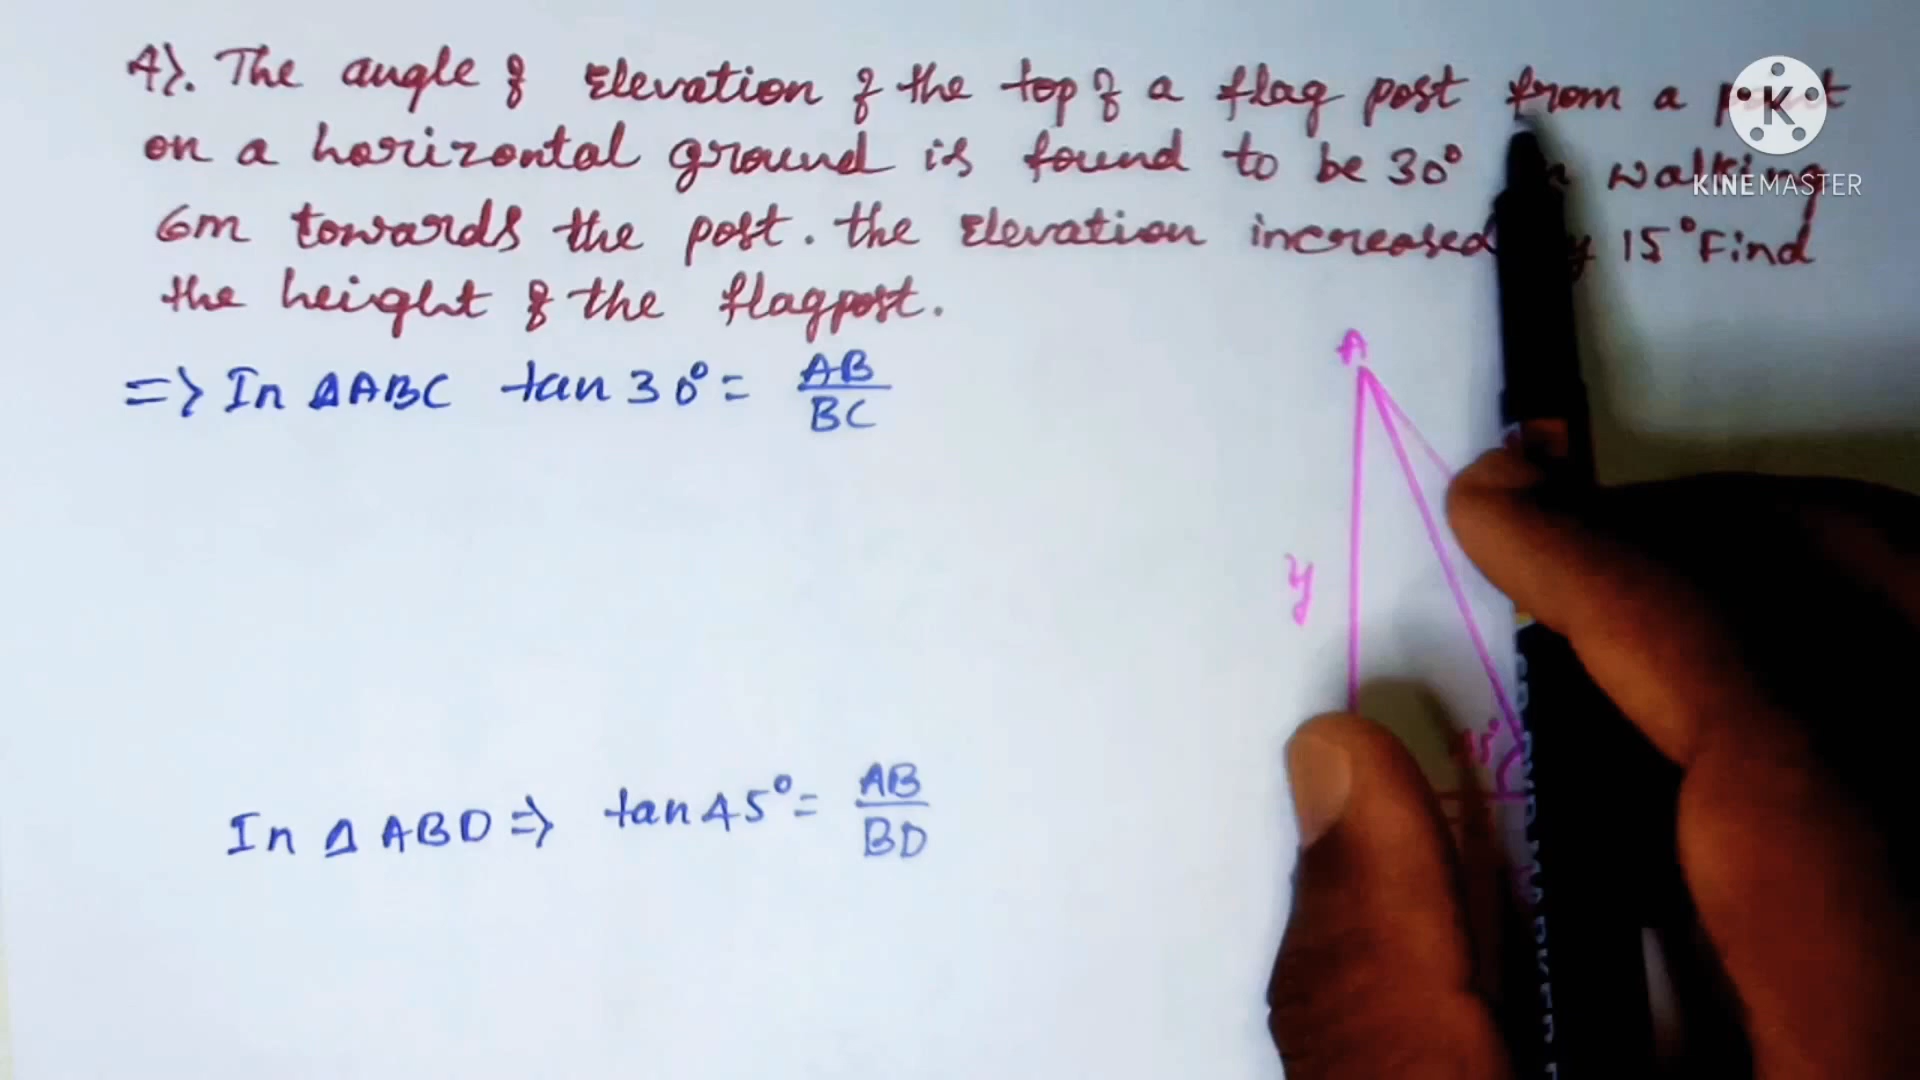 4). The angle of Elevation of the top of a flag post from a
on a horizontal ground is found to be 30° walking
6m towards the post. the Elevation increased 15° Find
the height of the flagpost.
=> In ΔABC tan 30° = AB/BC
A
y
In Δ ABD => tan 45° = AB/BD
K
KINEMASTER